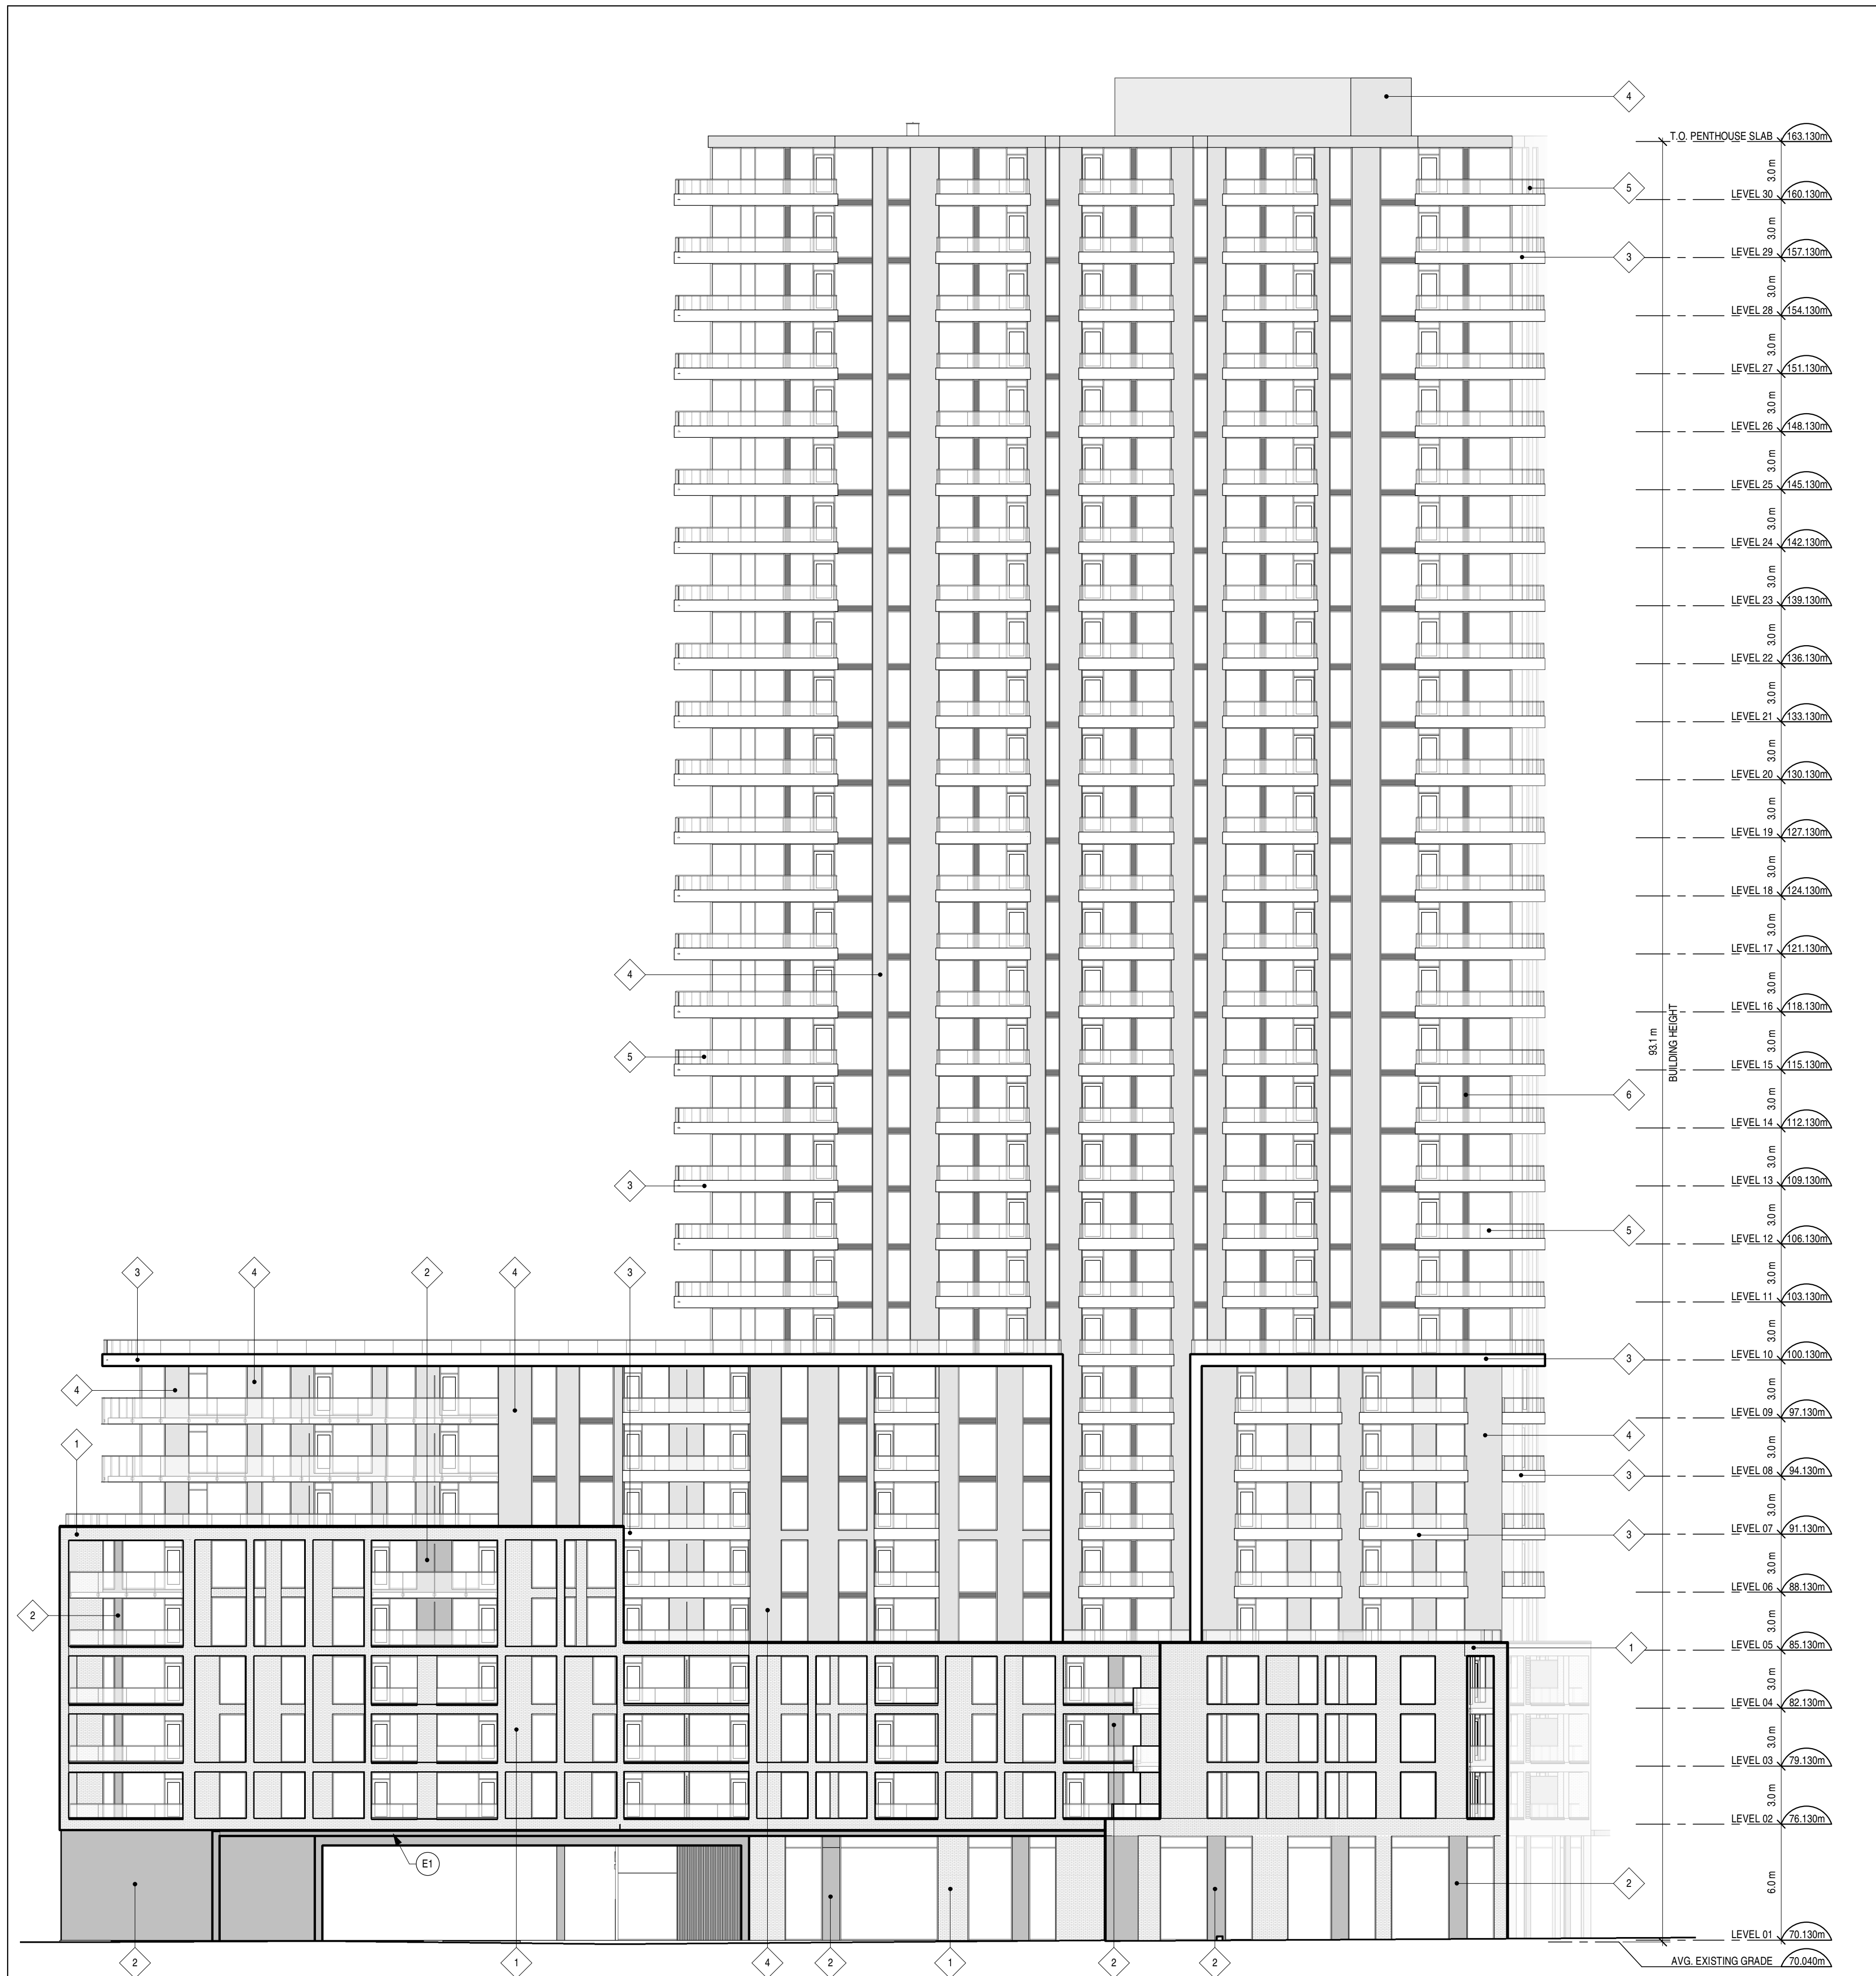 4
T.O. PENTHOUSE SLAB 163.130m
3.0 m
5
LEVEL 30 160.130m
3.0 m
3
LEVEL 29 157.130m
3.0 m
LEVEL 28 154.130m
3.0 m
LEVEL 27 151.130m
3.0 m
LEVEL 26 148.130m
3.0 m
LEVEL 25 145.130m
3.0 m
LEVEL 24 142.130m
3.0 m
LEVEL 23 139.130m
3.0 m
LEVEL 22 136.130m
3.0 m
LEVEL 21 133.130m
3.0 m
LEVEL 20 130.130m
3.0 m
LEVEL 19 127.130m
3.0 m
LEVEL 18 124.130m
3.0 m
LEVEL 17 121.130m
4
3.0 m
LEVEL 16 118.130m
93.1 m
BUILDING HEIGHT
5
3.0 m
LEVEL 15 115.130m
6
3.0 m
LEVEL 14 112.130m
3.0 m
3
LEVEL 13 109.130m
3.0 m
5
LEVEL 12 106.130m
3 4 2 4 3
3.0 m
LEVEL 11 103.130m
3.0 m
3
LEVEL 10 100.130m
4
3.0 m
LEVEL 09 97.130m
1
4
3.0 m
3
LEVEL 08 94.130m
3.0 m
3
LEVEL 07 91.130m
3.0 m
LEVEL 06 88.130m
2
3.0 m
1
LEVEL 05 85.130m
3.0 m
LEVEL 04 82.130m
3.0 m
LEVEL 03 79.130m
3.0 m
LEVEL 02 76.130m
E1
2
6.0 m
LEVEL 01 70.130m
2 1 4 2 1 2 2
AVG. EXISTING GRADE 70.040m